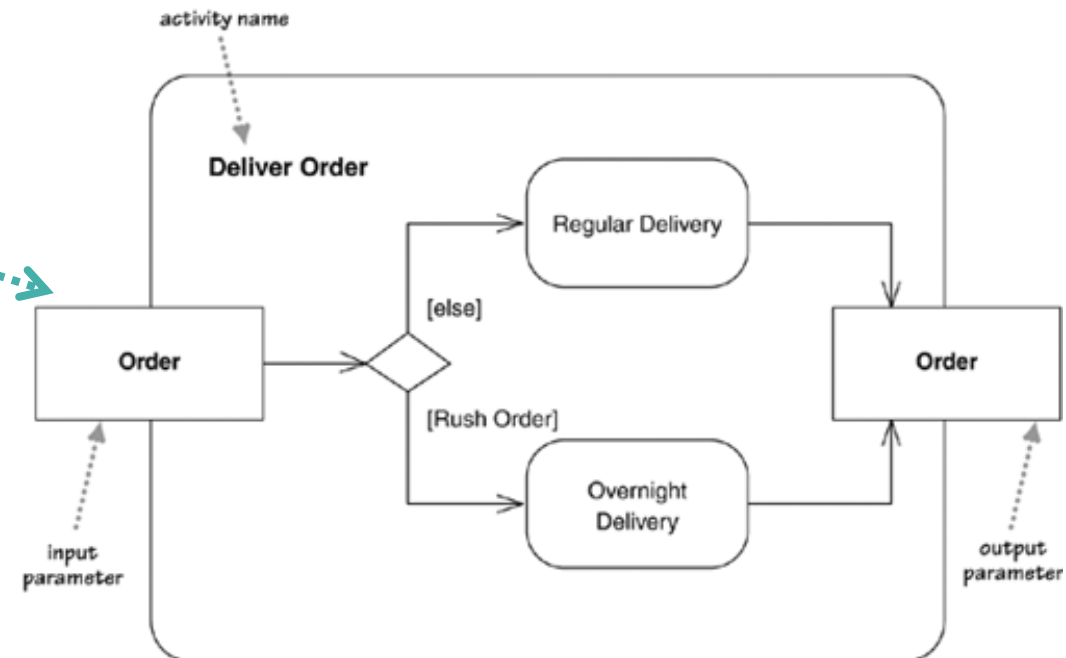 activity name
Deliver Order
Regular Delivery
[else]
Order
Order
[Rush Order]
Overnight
Delivery
input
parameter
output
parameter